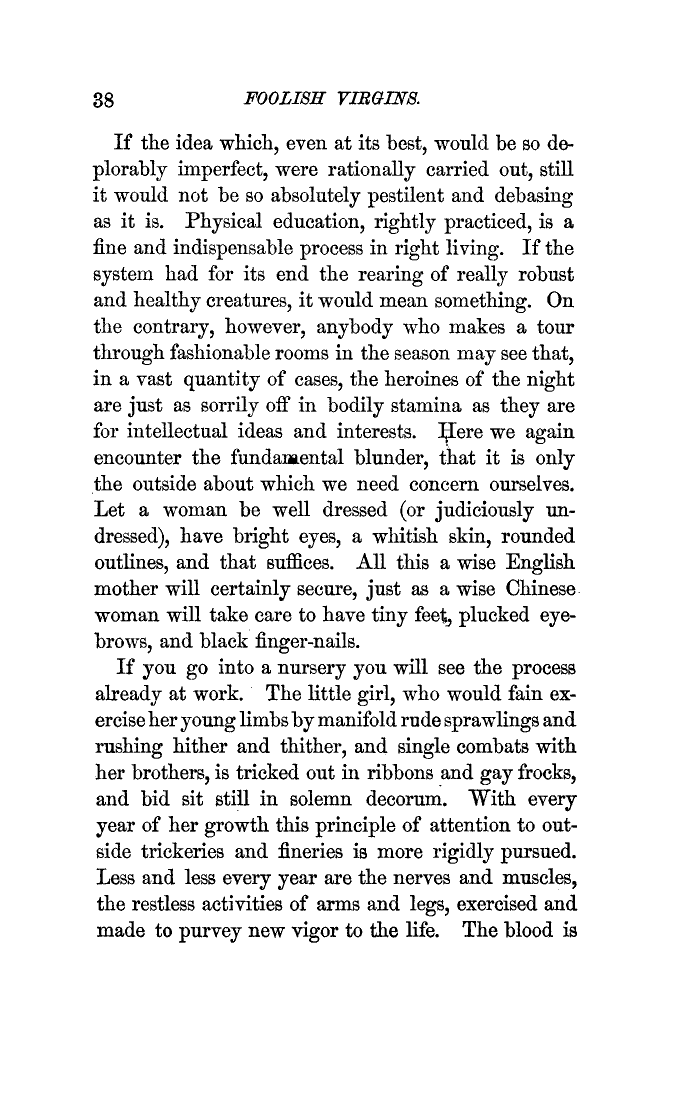 38 FOOLISH VIRGINS.
If the idea which, even at its best, would be so de-
plorably imperfect, were rationally carried out, still
it would not be so absolutely pestilent and debasing
as it is. Physical education, rightly practiced, is a
fine and indispensable process in right living. If the
system had for its end the rearing of really robust
and healthy creatures, it would mean something. On
the contrary, however, anybody who makes a tour
through fashionable rooms in the season may see that,
in a vast quantity of cases, the heroines of the night
are just as sorrily off in bodily stamina as they are
for intellectual ideas and interests. Here we again
encounter the fundamental blunder, that it is only
the outside about which we need concern ourselves.
Let a woman be well dressed (or judiciously un-
dressed), have bright eyes, a whitish skin, rounded
outlines, and that suffices. All this a wise English
mother will certainly secure, just as a wise Chinese
woman will take care to have tiny feet, plucked eye-
brows, and black finger-nails.
If you go into a nursery you will see the process
already at work. The little girl, who would fain ex-
ercise her young limbs by manifold rude sprawlings and
rushing hither and thither, and single combats with
her brothers, is tricked out in ribbons and gay frocks,
and bid sit still in solemn decorum. With every
year of her growth this principle of attention to out-
side trickeries and fineries is more rigidly pursued.
Less and less every year are the nerves and muscles,
the restless activities of arms and legs, exercised and
made to purvey new vigor to the life. The blood is